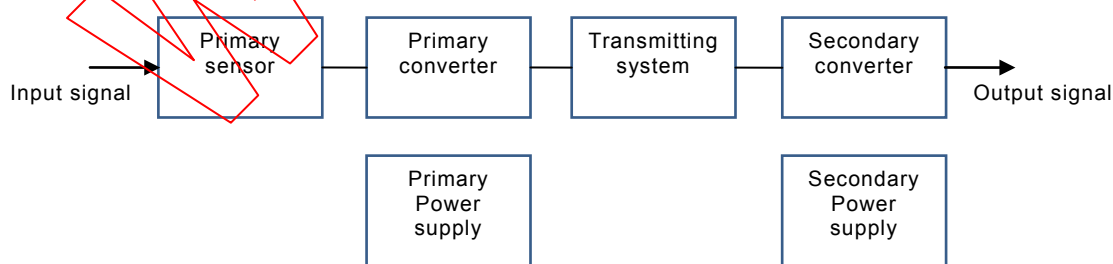 Primary
sensor
Primary
converter
Transmitting
system
Secondary
converter
Input signal
Output signal
Primary
Power
supply
Secondary
Power
supply